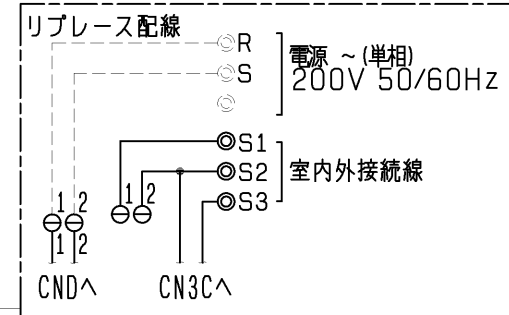 リプレース配線
R
電源 ~(単相)
S
200V 50/60Hz
S1
S2
室内外接続線
1 2
S3
1 2
1 2
CNDへ
CN3Cへ